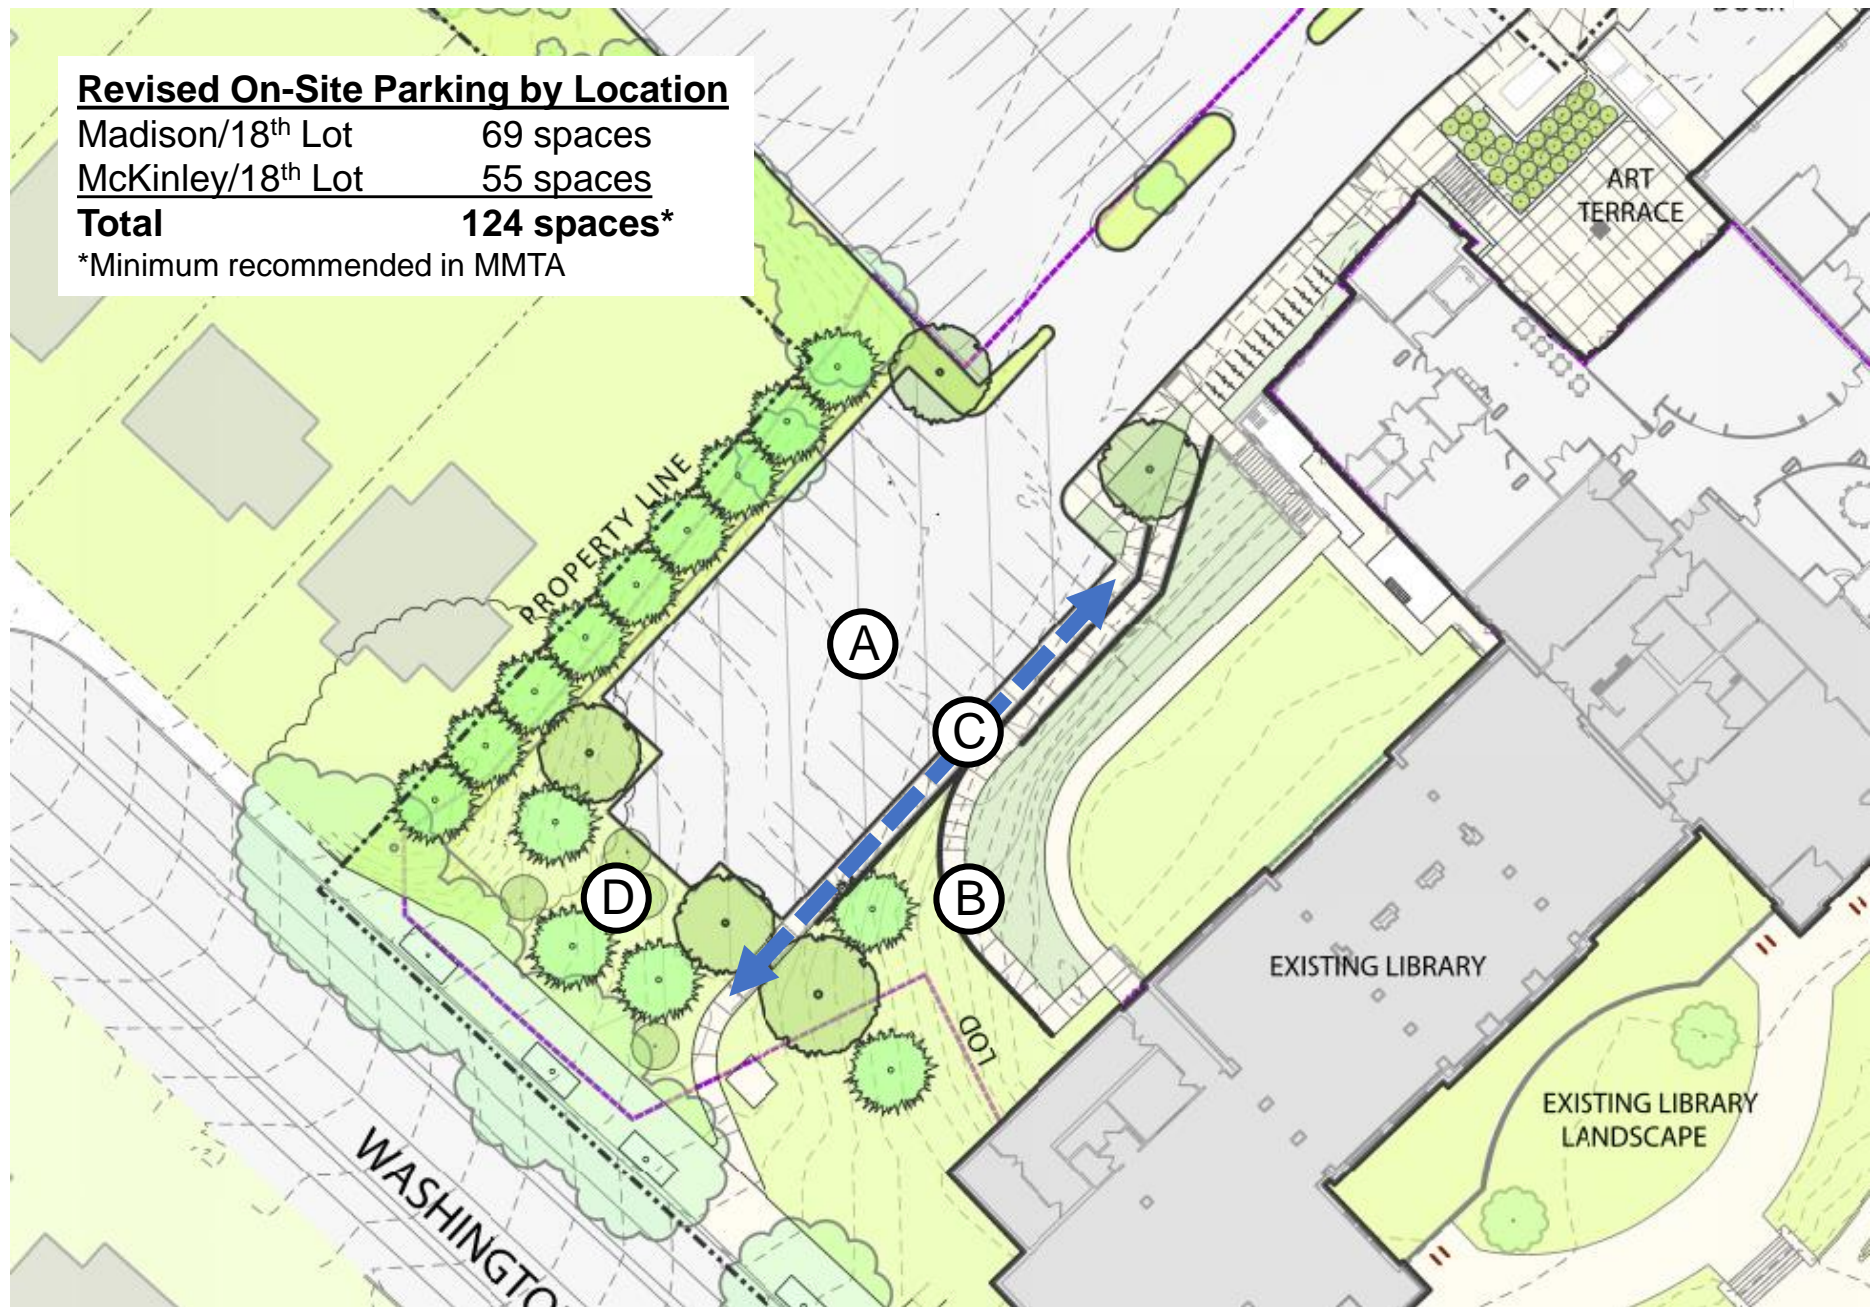 Revised On-Site Parking by Location
Madison/18th Lot 69 spaces
McKinley/18th Lot 55 spaces
Total 124 spaces*
*Minimum recommended in MMTA
ART
TERRACE
PROPERTY LINE
A
C
D
B
EXISTING LIBRARY
LOD
EXISTING LIBRARY
LANDSCAPE